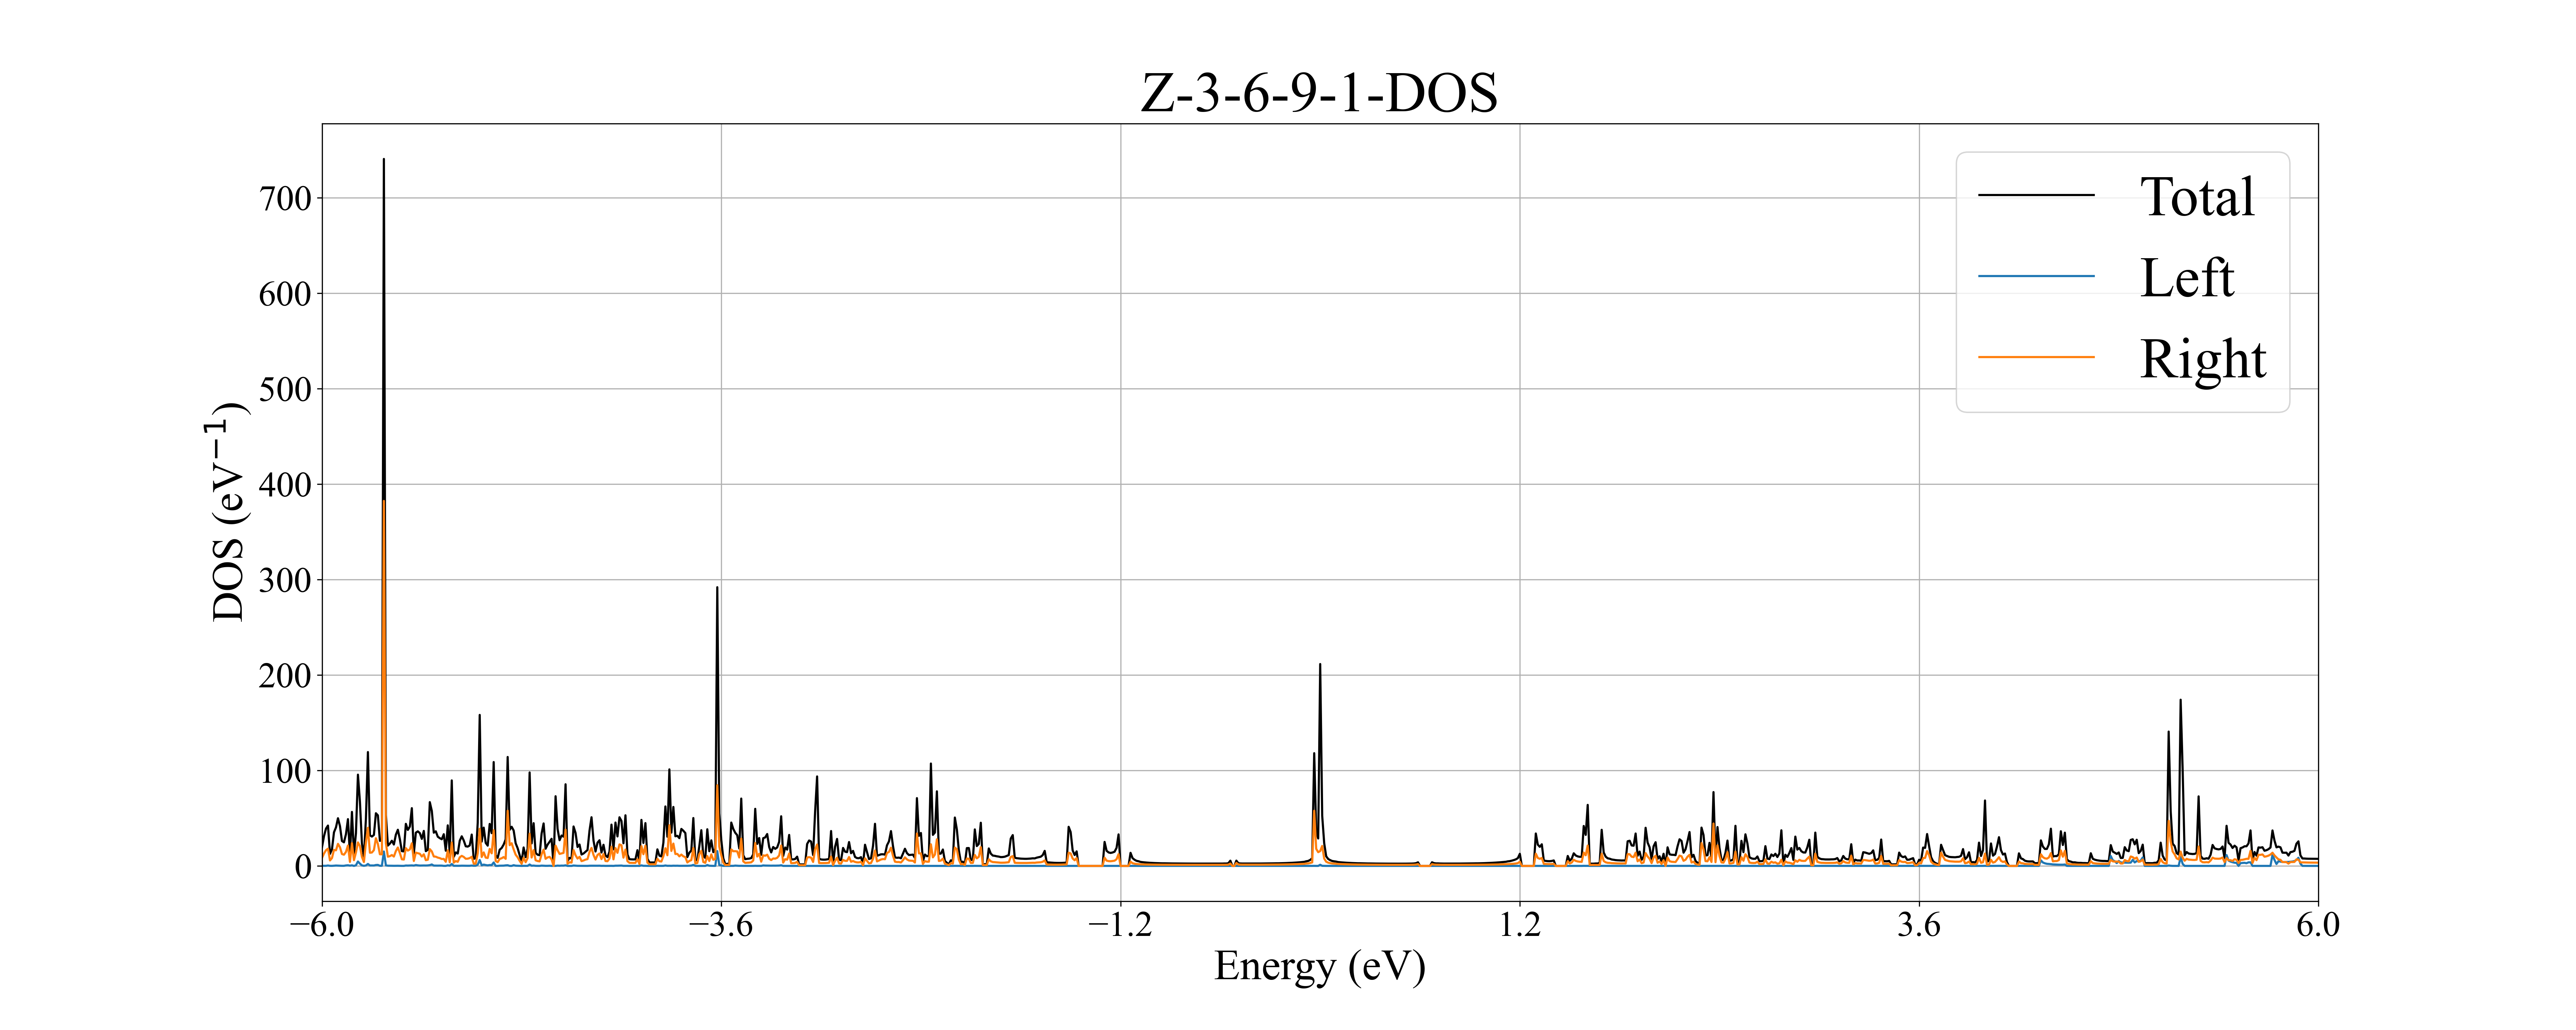 Z-3-6-9-1-DOS
Total
Left
Right
DOS (eV⁻¹)
700
600
500
400
300
200
100
0
−6.0 −3.6 −1.2 1.2 3.6 6.0
Energy (eV)